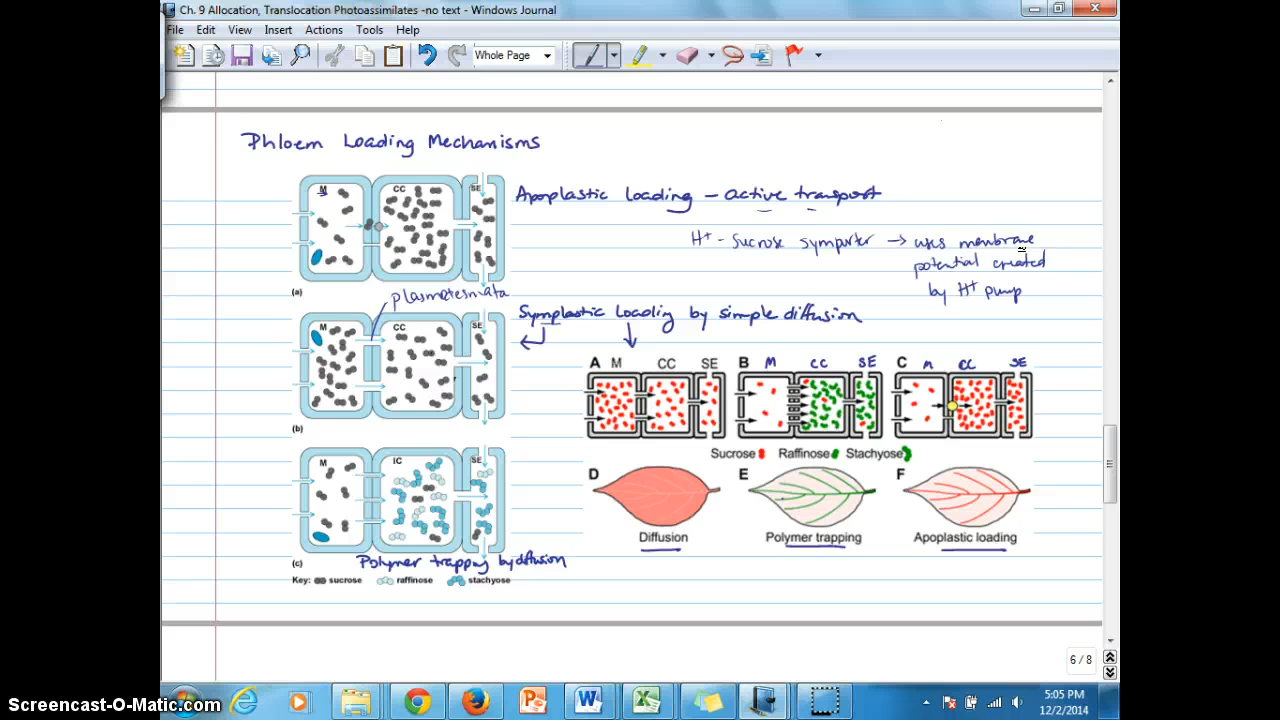 Ch. 9 Allocation, Translocation Photoassimilates -no text - Windows Journal
File Edit View Insert Actions Tools Help
Whole Page
Phloem Loading Mechanisms
M CC SE
Apoplastic loading - active transport
H+ - sucrose symporter → uses membrane
potential created
by H+ pump
(a)
plasmotesmata
Symplastic Loading by simple diffusion
M CC SE
(b)
A M CC SE B M CC SE C M CC SE
Sucrose Raffinose Stachyose
M IC SE
D E F
Diffusion Polymer trapping Apoplastic loading
(c)
Polymer trapping by diffusion
Key: sucrose raffinose stachyose
6 / 8
5:05 PM
12/2/2014
Screencast-O-Matic.com